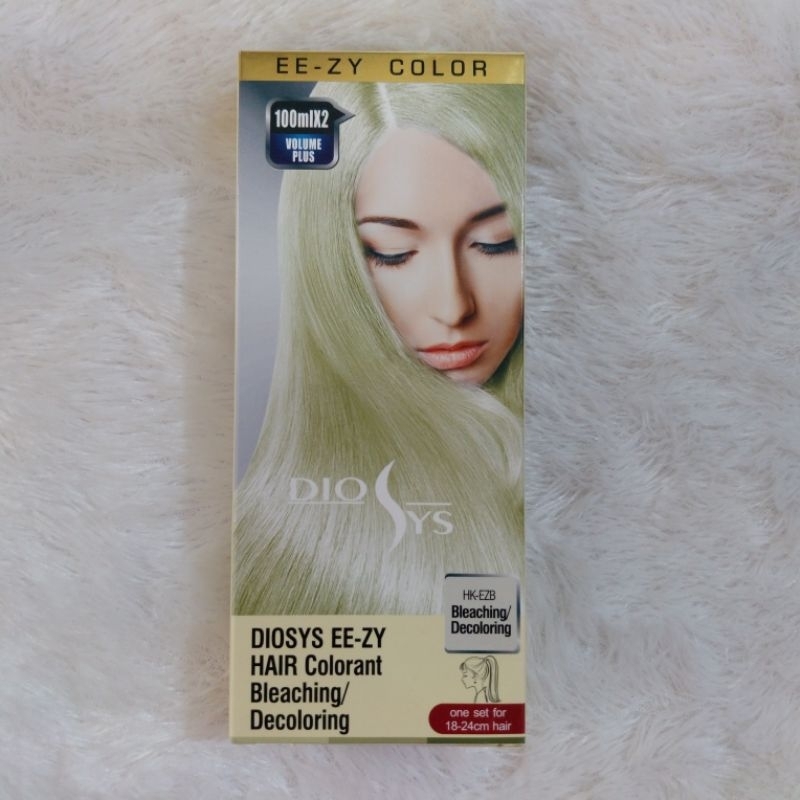 EE-ZY COLOR
100mlX2
VOLUME
PLUS
DIOSYS
HK-EZB
Bleaching/
Decoloring
DIOSYS EE-ZY
HAIR Colorant
Bleaching/
Decoloring
one set for
18-24cm hair